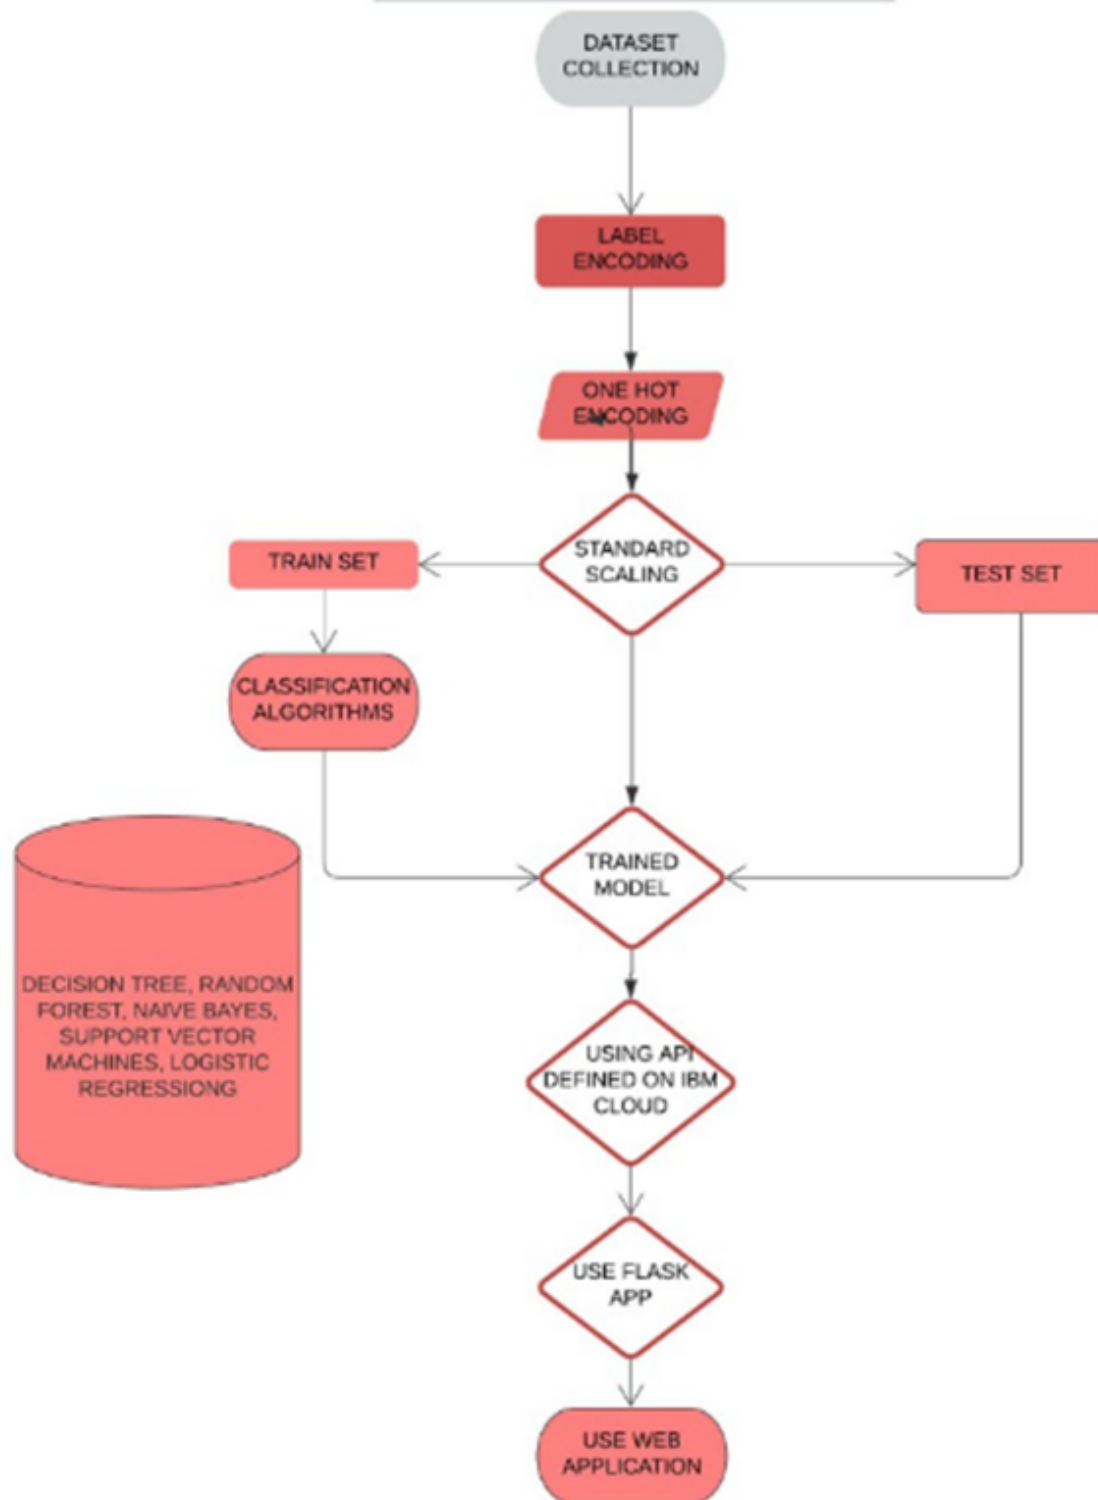 DATASET
COLLECTION
LABEL
ENCODING
ONE HOT
ENCODING
STANDARD
SCALING
TRAIN SET
TEST SET
CLASSIFICATION
ALGORITHMS
TRAINED
MODEL
DECISION TREE, RANDOM
FOREST, NAIVE BAYES,
SUPPORT VECTOR
MACHINES, LOGISTIC
REGRESSIONG
USING API
DEFINED ON IBM
CLOUD
USE FLASK
APP
USE WEB
APPLICATION